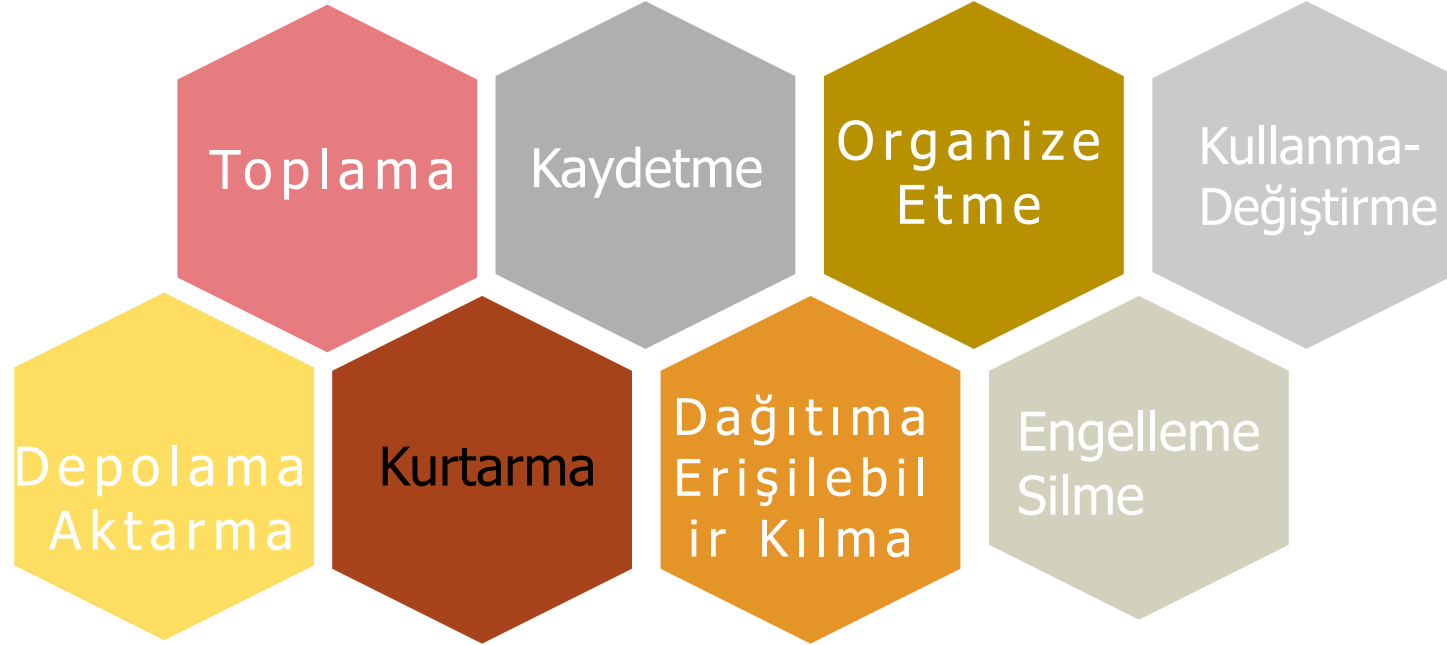 Toplama
Kaydetme
Organize
Etme
Kullanma-
Değiştirme
Depolama
Aktarma
Kurtarma
Dağıtıma
Erişilebil
ir Kılma
Engelleme
Silme